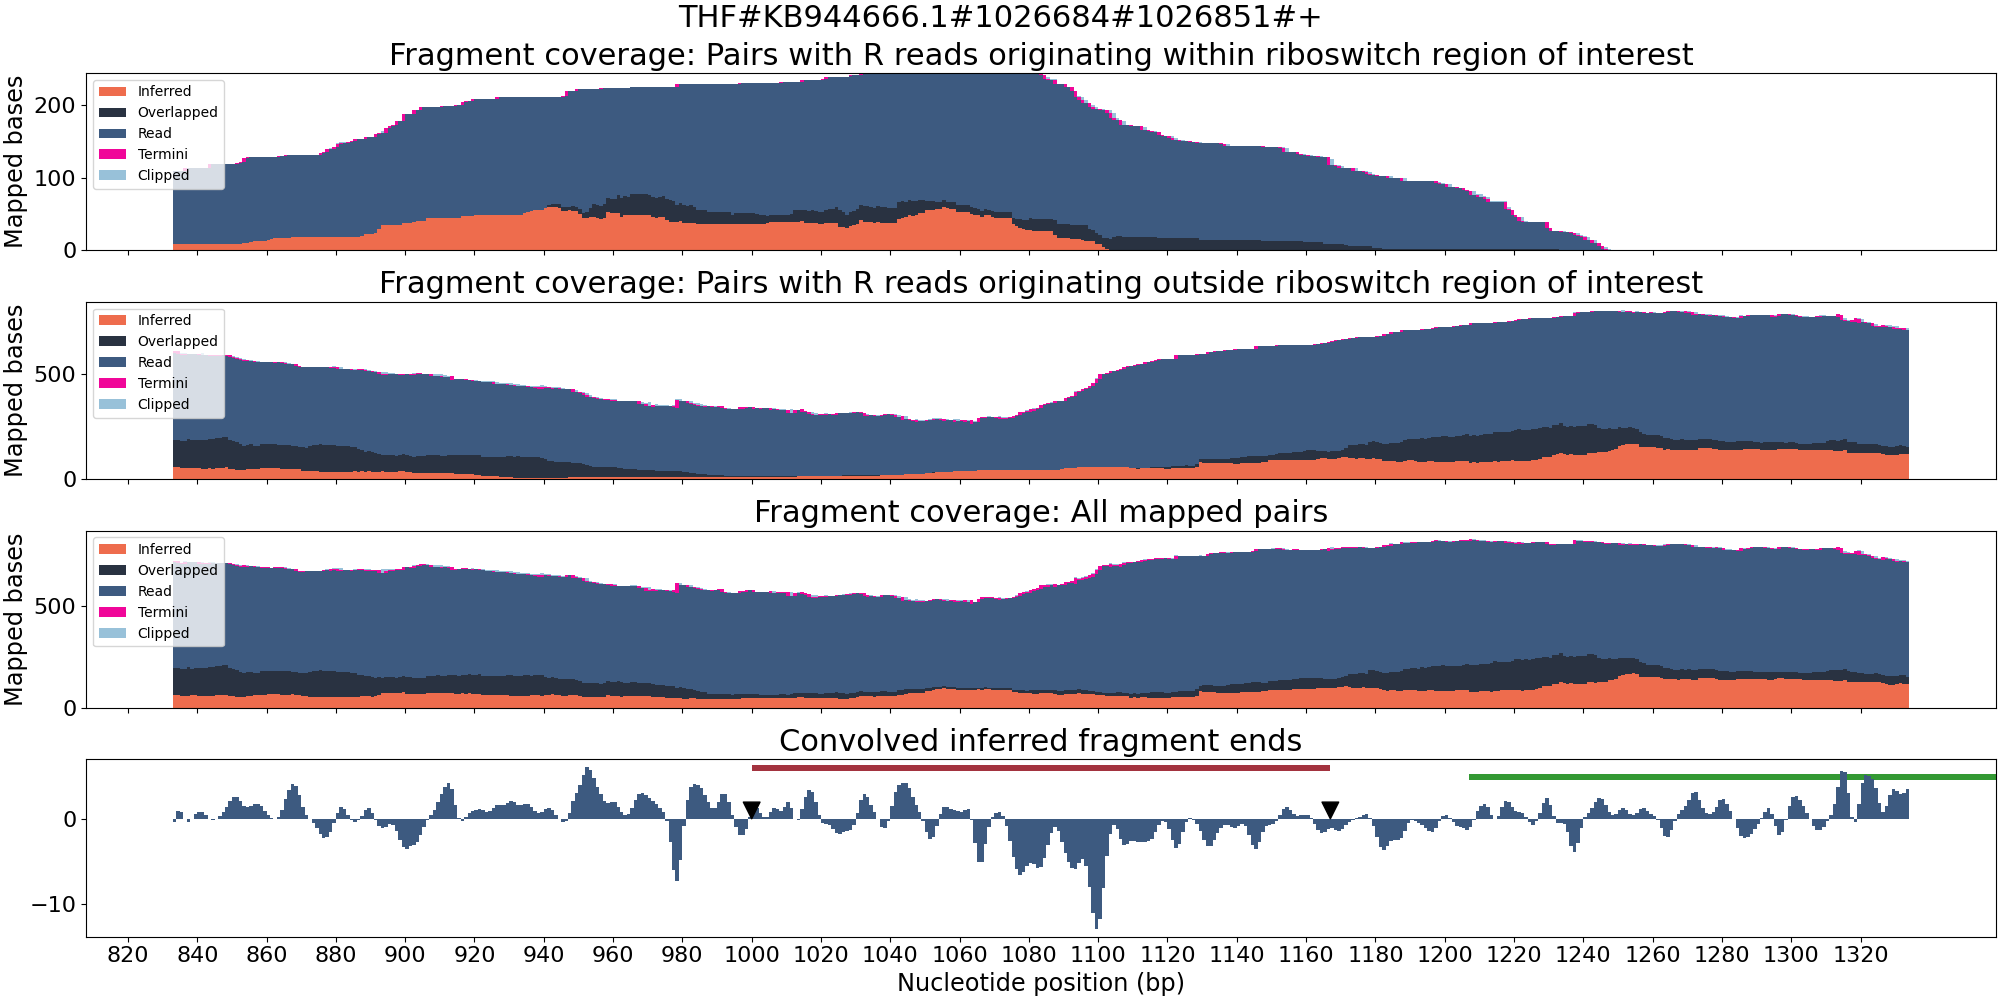 THF#KB944666.1#1026684#1026851#+
Fragment coverage: Pairs with R reads originating within riboswitch region of interest
Mapped bases
200
100
0
Inferred
Overlapped
Read
Termini
Clipped
Fragment coverage: Pairs with R reads originating outside riboswitch region of interest
Mapped bases
500
0
Inferred
Overlapped
Read
Termini
Clipped
Fragment coverage: All mapped pairs
Mapped bases
500
0
Inferred
Overlapped
Read
Termini
Clipped
Convolved inferred fragment ends
0
−10
820 840 860 880 900 920 940 960 980 1000 1020 1040 1060 1080 1100 1120 1140 1160 1180 1200 1220 1240 1260 1280 1300 1320
Nucleotide position (bp)